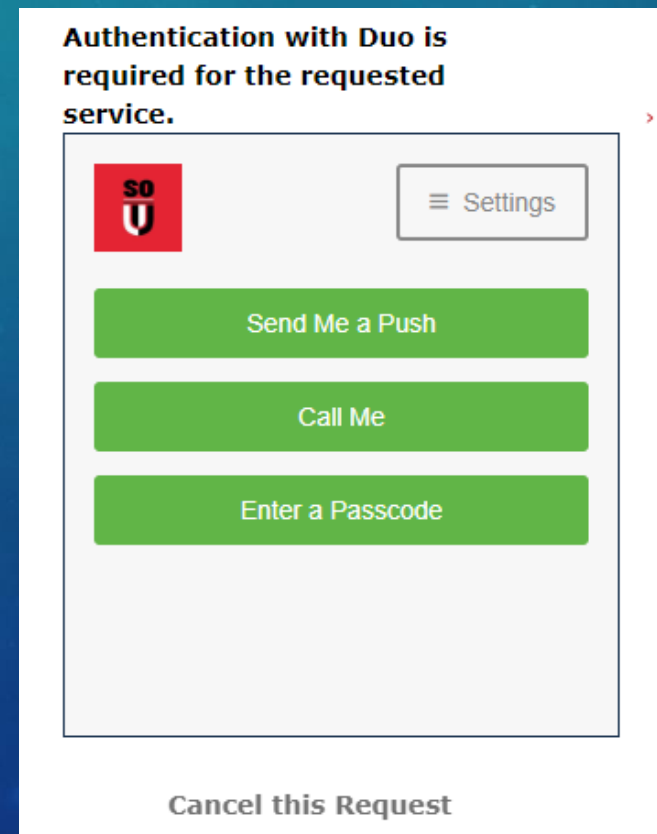 Authentication with Duo is
required for the requested
service.
SO
U
Settings
Send Me a Push
Call Me
Enter a Passcode
Cancel this Request